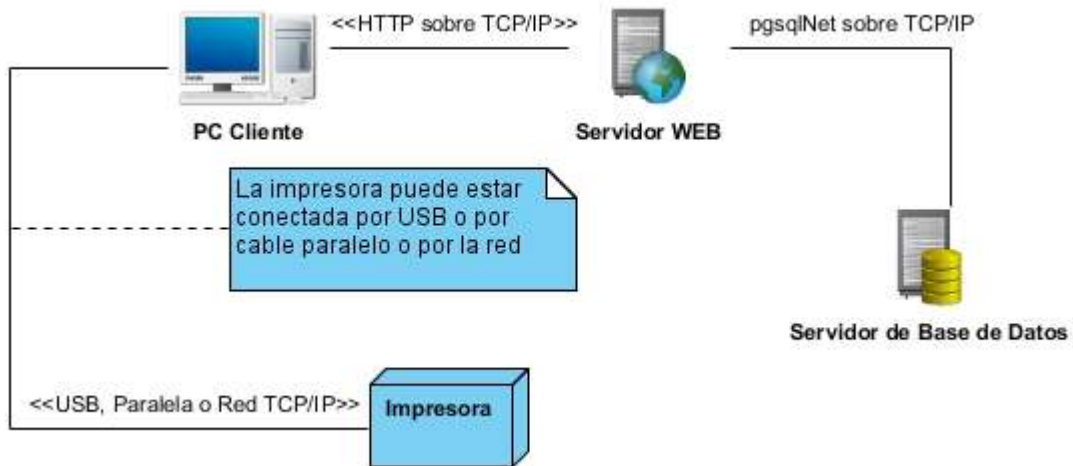 <<HTTP sobre TCP/IP>>
pgsqlNet sobre TCP/IP
PC Cliente
Servidor WEB
La impresora puede estar
conectada por USB o por
cable paralelo o por la red
Servidor de Base de Datos
<<USB, Paralela o Red TCP/IP>>
Impresora